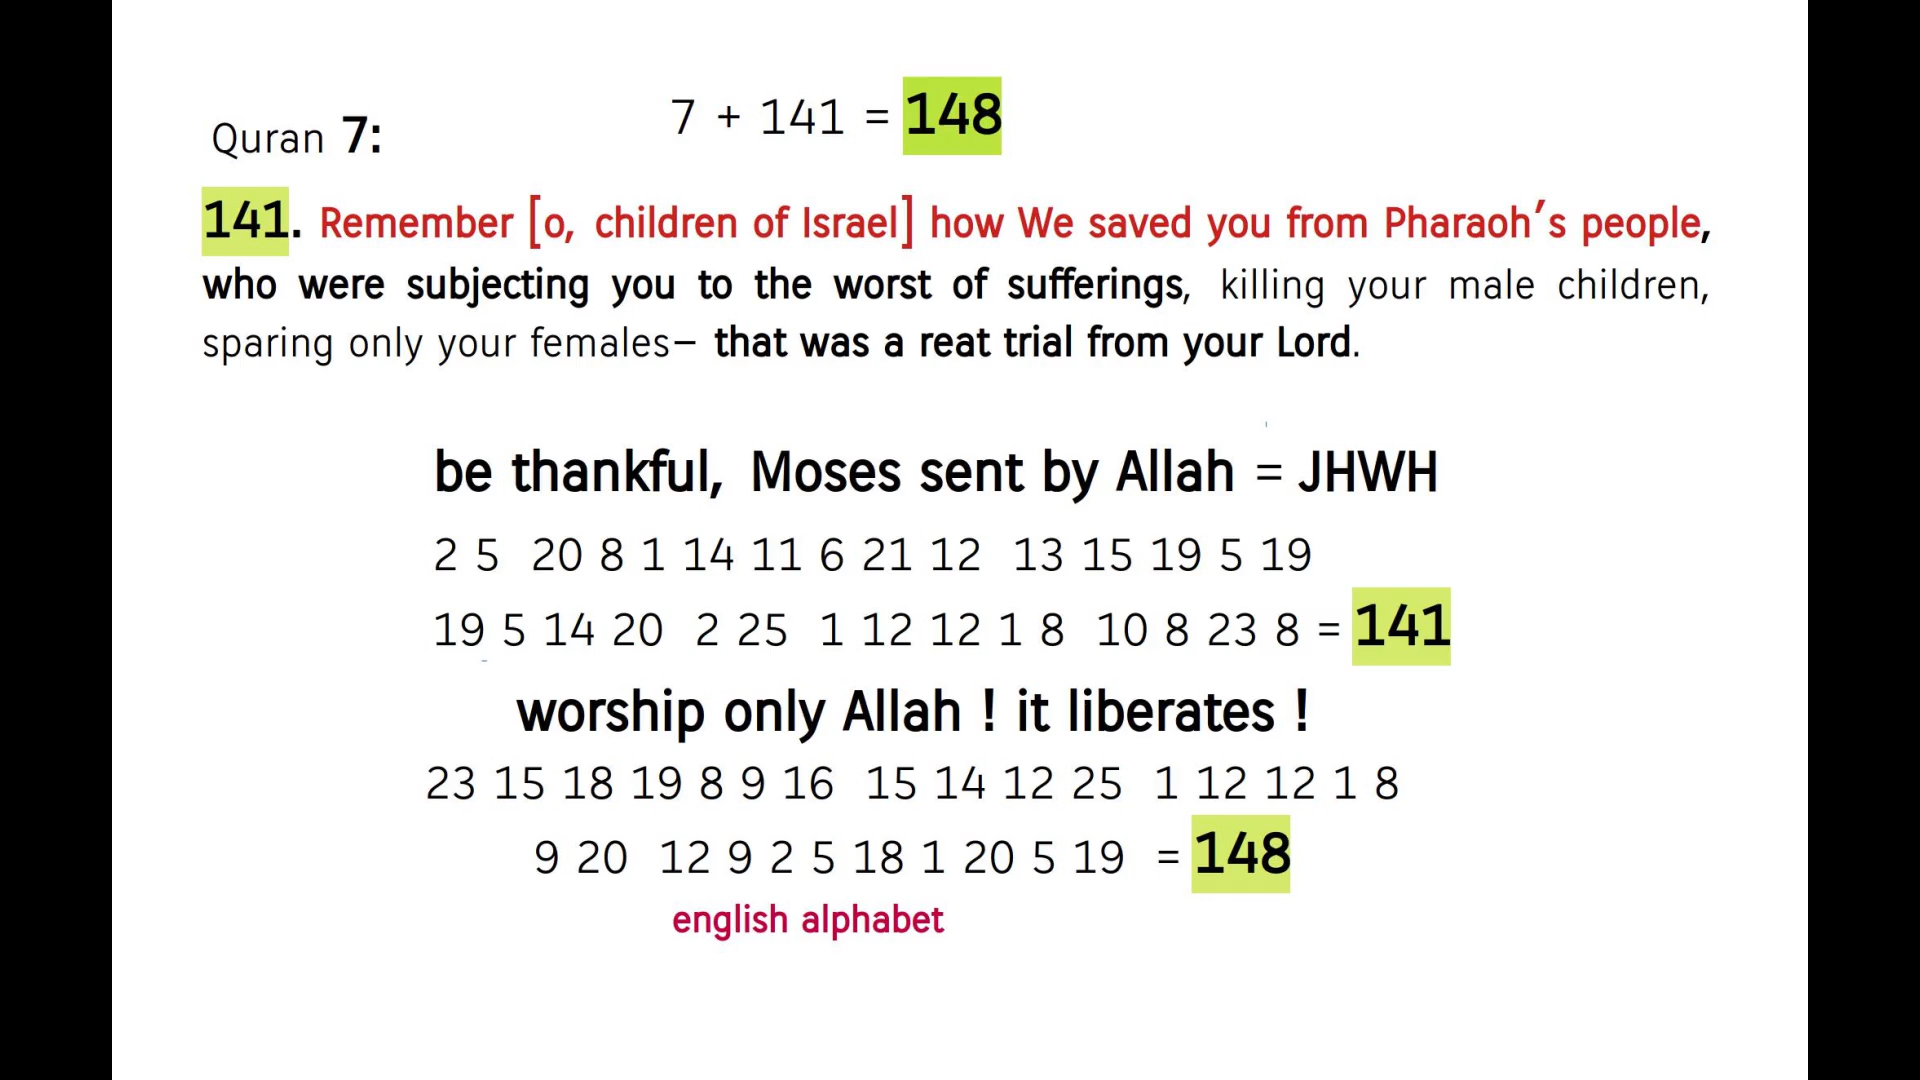 7 + 141 = 148
Quran 7:
141. Remember [o, children of Israel] how We saved you from Pharaoh’s people,
who were subjecting you to the worst of sufferings, killing your male children,
sparing only your females– that was a reat trial from your Lord.
be thankful, Moses sent by Allah = JHWH
2 5 20 8 1 14 11 6 21 12 13 15 19 5 19
19 5 14 20 2 25 1 12 12 1 8 10 8 23 8 = 141
worship only Allah ! it liberates !
23 15 18 19 8 9 16 15 14 12 25 1 12 12 1 8
9 20 12 9 2 5 18 1 20 5 19 = 148
english alphabet